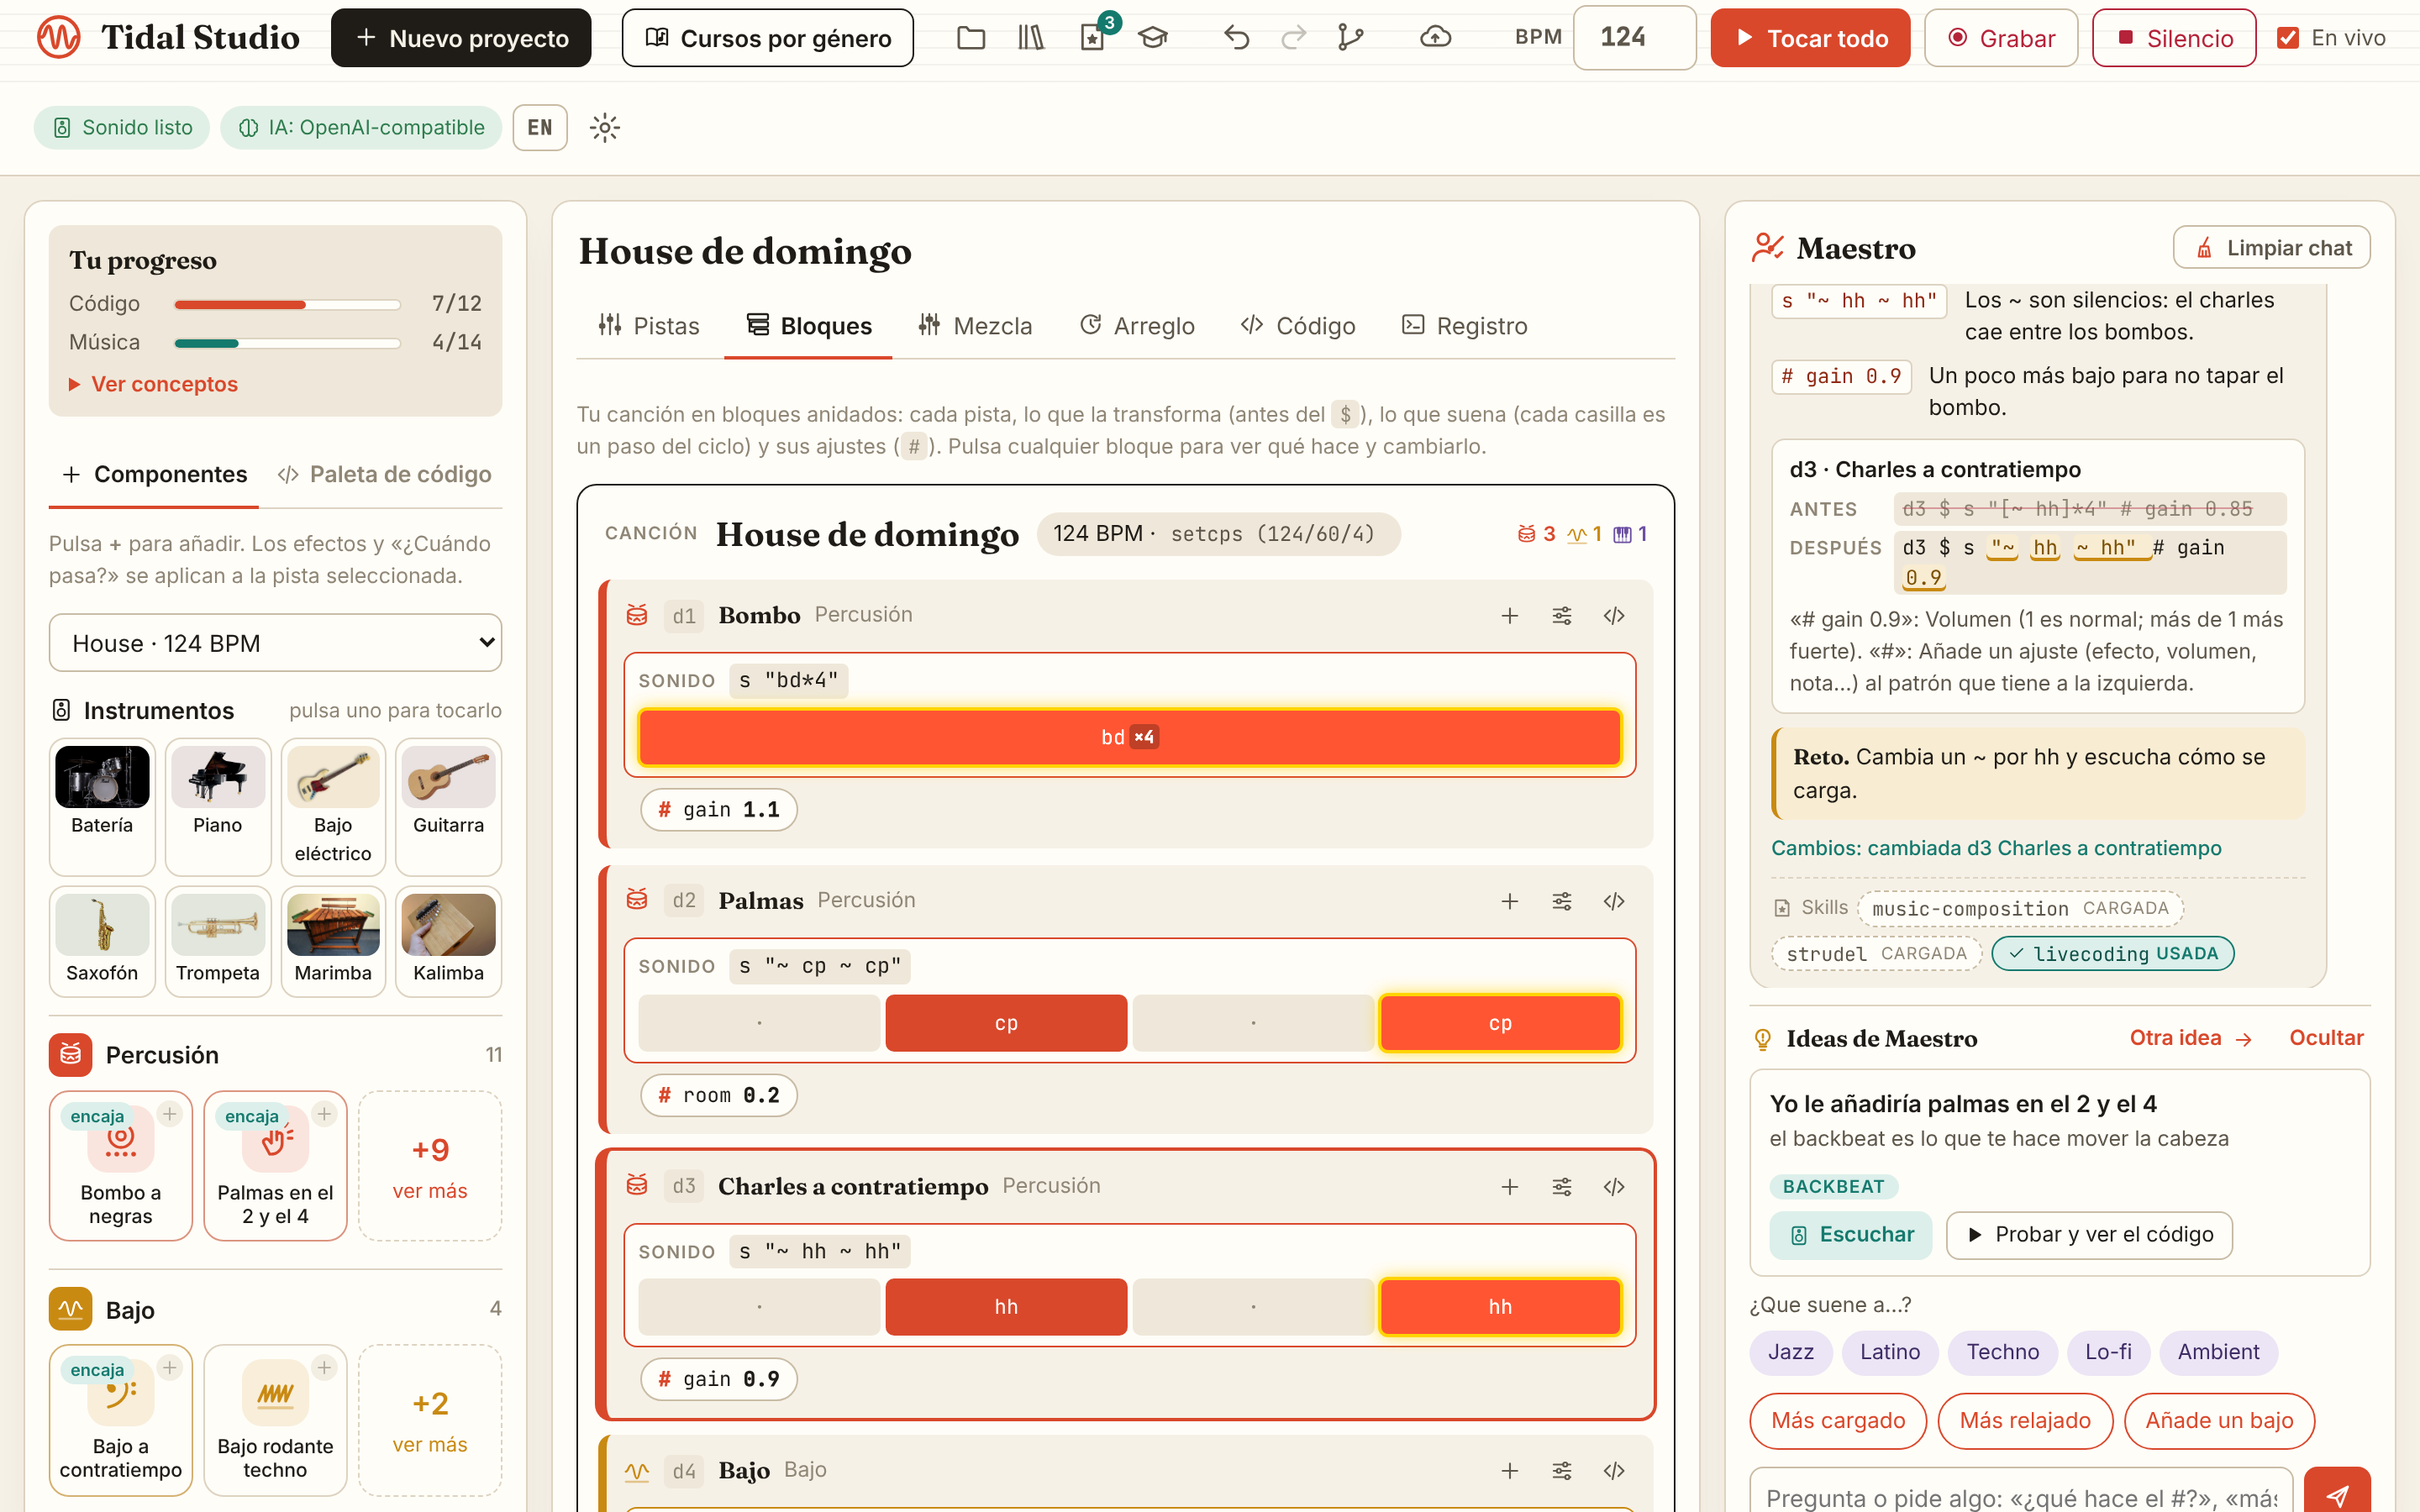 Tidal Studio
+ Nuevo proyecto
Cursos por género
3
BPM
124
Tocar todo
Grabar
Silencio
En vivo
Sonido listo
IA: OpenAI-compatible
EN
Tu progreso
Código 7/12
Música 4/14
Ver conceptos
+ Componentes
</> Paleta de código
Pulsa + para añadir. Los efectos y «¿Cuándo
pasa?» se aplican a la pista seleccionada.
House · 124 BPM
Instrumentos
pulsa uno para tocarlo
Batería
Piano
Bajo
eléctrico
Guitarra
Saxofón
Trompeta
Marimba
Kalimba
Percusión
11
encaja
+
Bombo a
negras
encaja
+
Palmas en el
2 y el 4
+9
ver más
Bajo
4
encaja
+
Bajo a
contratiempo
+
Bajo rodante
techno
+2
ver más
House de domingo
Pistas
Bloques
Mezcla
Arreglo
</> Código
Registro
Tu canción en bloques anidados: cada pista, lo que la transforma (antes del $), lo que suena (cada casilla es
un paso del ciclo) y sus ajustes (#). Pulsa cualquier bloque para ver qué hace y cambiarlo.
CANCIÓN House de domingo 124 BPM · setcps (124/60/4)
3 1 1
d1 Bombo Percusión
+ </>
SONIDO s "bd*4"
bd ×4
# gain 1.1
d2 Palmas Percusión
+ </>
SONIDO s "~ cp ~ cp"
· cp · cp
# room 0.2
d3 Charles a contratiempo Percusión
+ </>
SONIDO s "~ hh ~ hh"
· hh · hh
# gain 0.9
d4 Bajo Bajo
+ </>
Maestro
Limpiar chat
s "~ hh ~ hh" Los ~ son silencios: el charles
cae entre los bombos.
# gain 0.9 Un poco más bajo para no tapar el
bombo.
d3 · Charles a contratiempo
ANTES d3 $ s "[~ hh]*4" # gain 0.85
DESPUÉS d3 $ s "~ hh ~ hh" # gain
0.9
«# gain 0.9»: Volumen (1 es normal; más de 1 más
fuerte). «#»: Añade un ajuste (efecto, volumen,
nota...) al patrón que tiene a la izquierda.
Reto. Cambia un ~ por hh y escucha cómo se
carga.
Cambios: cambiada d3 Charles a contratiempo
Skills music-composition CARGADA
strudel CARGADA ✓ livecoding USADA
Ideas de Maestro
Otra idea →
Ocultar
Yo le añadiría palmas en el 2 y el 4
el backbeat es lo que te hace mover la cabeza
BACKBEAT
Escuchar
Probar y ver el código
¿Que suene a...?
Jazz
Latino
Techno
Lo-fi
Ambient
Más cargado
Más relajado
Añade un bajo
Pregunta o pide algo: «¿qué hace el #?», «más